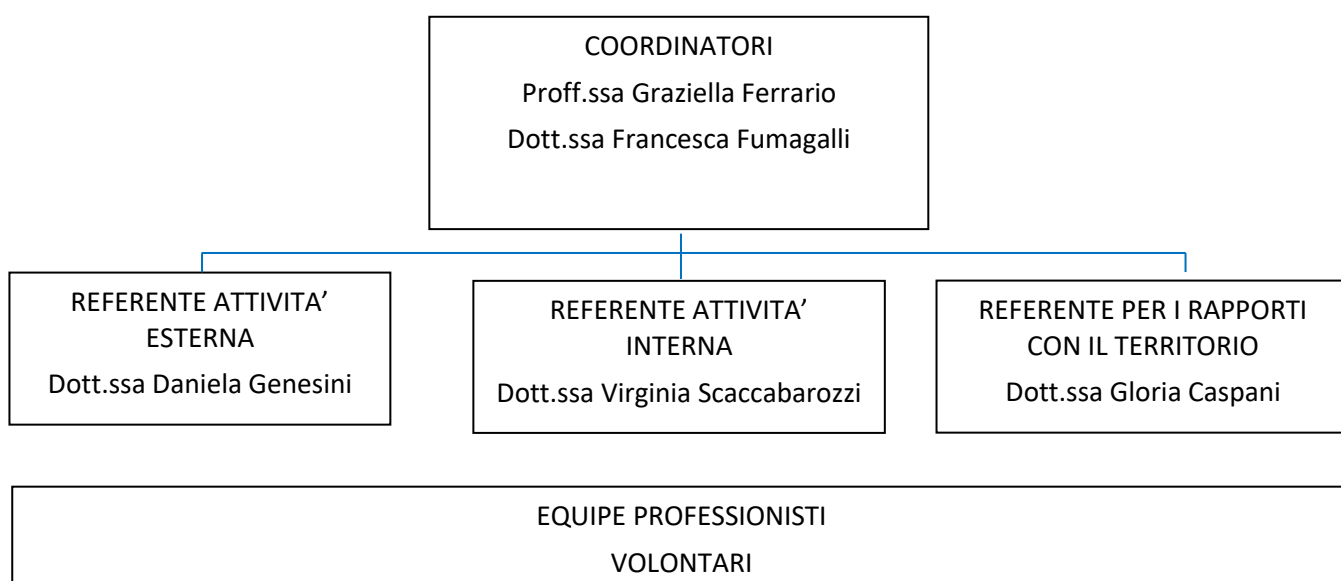 COORDINATORI
Proff.ssa Graziella Ferrario
Dott.ssa Francesca Fumagalli
REFERENTE ATTIVITA’
ESTERNA
Dott.ssa Daniela Genesini
REFERENTE ATTIVITA’
INTERNA
Dott.ssa Virginia Scaccabarozzi
REFERENTE PER I RAPPORTI
CON IL TERRITORIO
Dott.ssa Gloria Caspani
EQUIPE PROFESSIONISTI
VOLONTARI